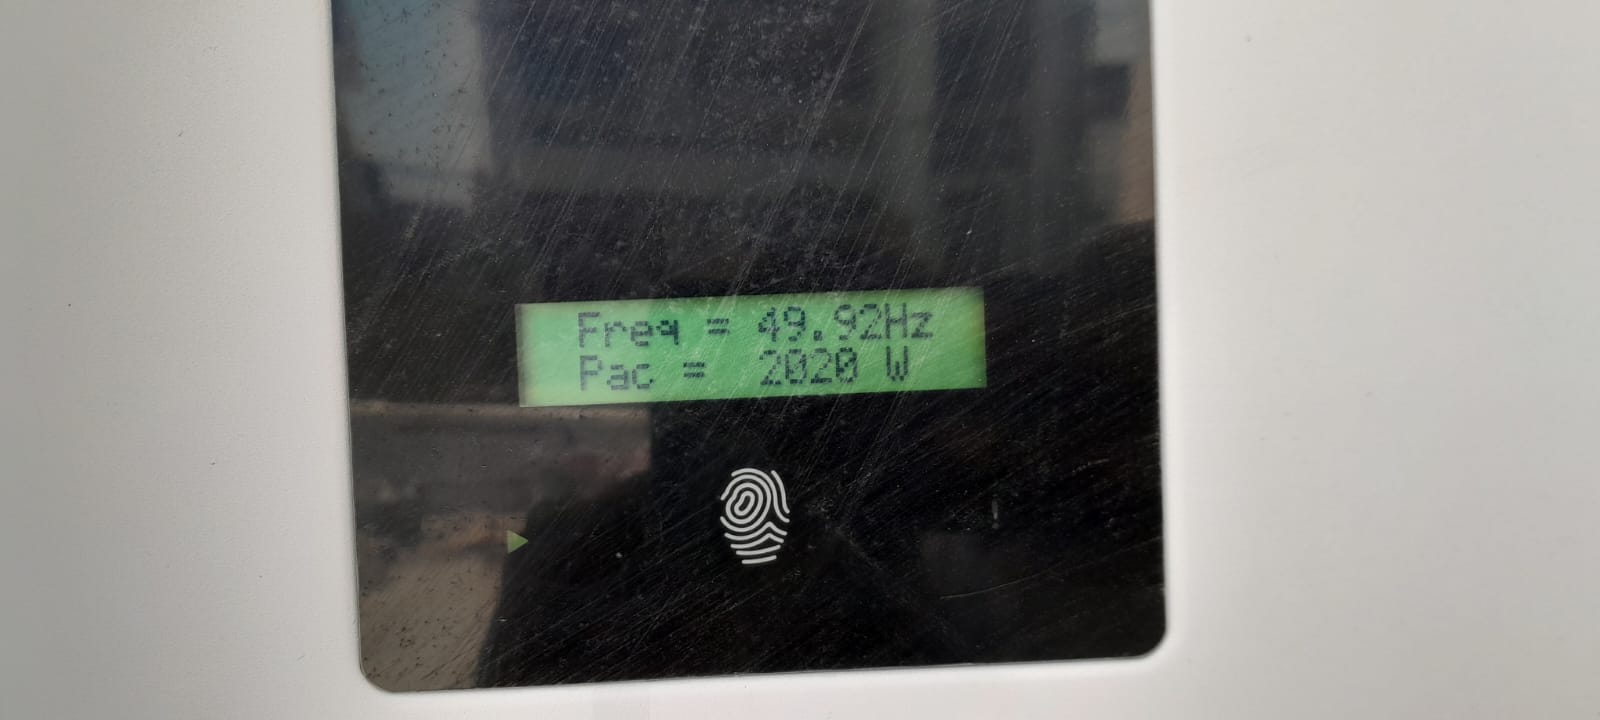 Freq = 49.92Hz
Pac = 2020 W